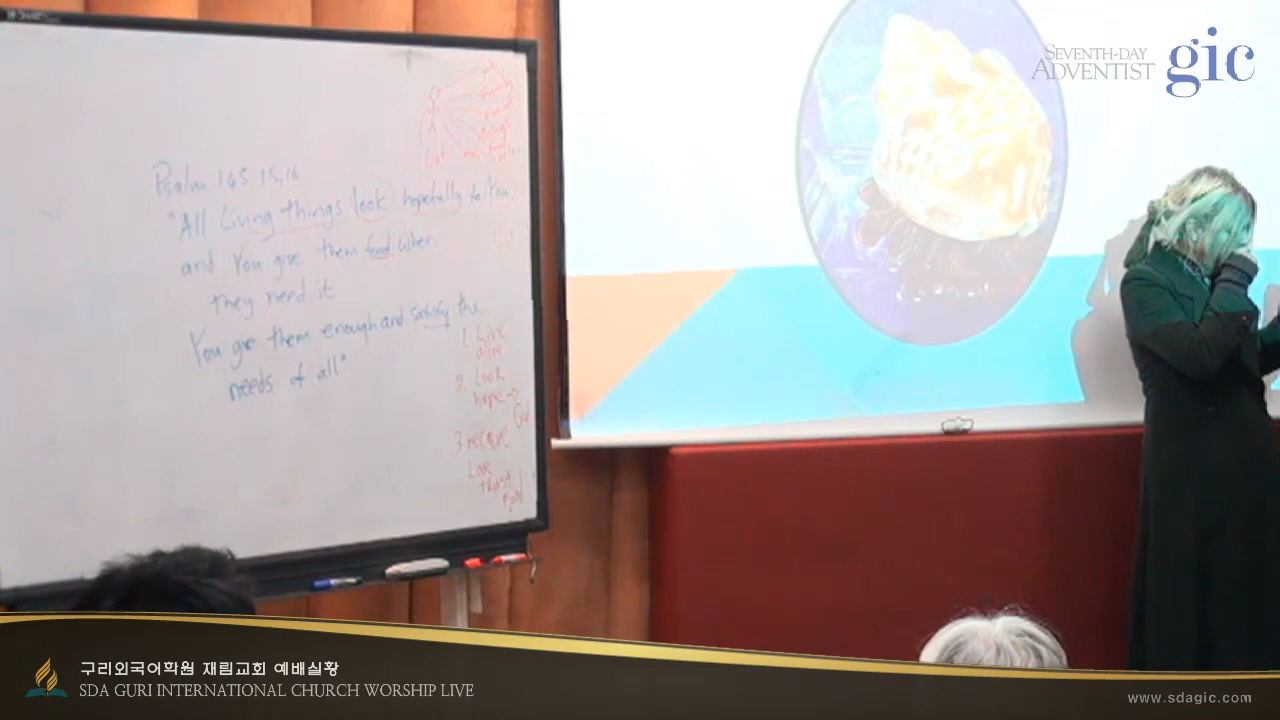 Psalm 145 15,16
"All Living things look hopefully to You,
and You give them food when
they need it
You give them enough and satisfy the
needs of all"
God
1. Live
alive
2. Look
hope →
God
3 receive
Love
trust
SEVENTH-DAY
ADVENTIST
gic
구리외국어학원 재림교회 예배실황
SDA GURI INTERNATIONAL CHURCH WORSHIP LIVE
www.sdagic.com